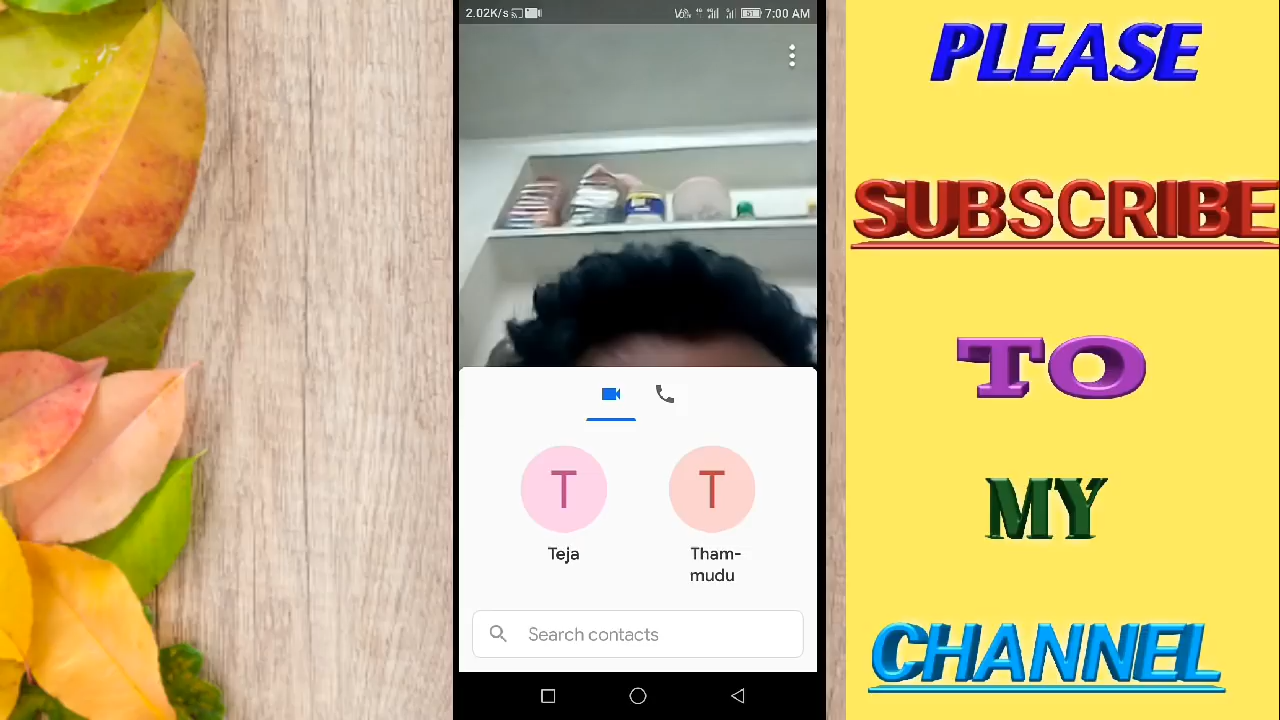 2.02K/s 7:00 AM
T T
Teja Tham-
mudu
Search contacts
PLEASE
SUBSCRIBE
TO
MY
CHANNEL